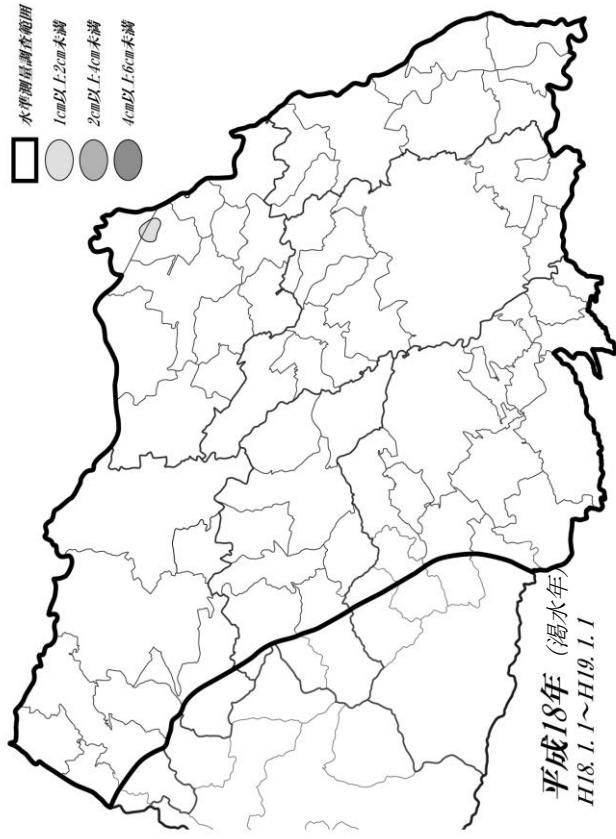 水準測量調査範囲
1cm以上2cm未満
2cm以上4cm未満
4cm以上6cm未満
平成18年 (渇水年)
H18.1.1~H19.1.1